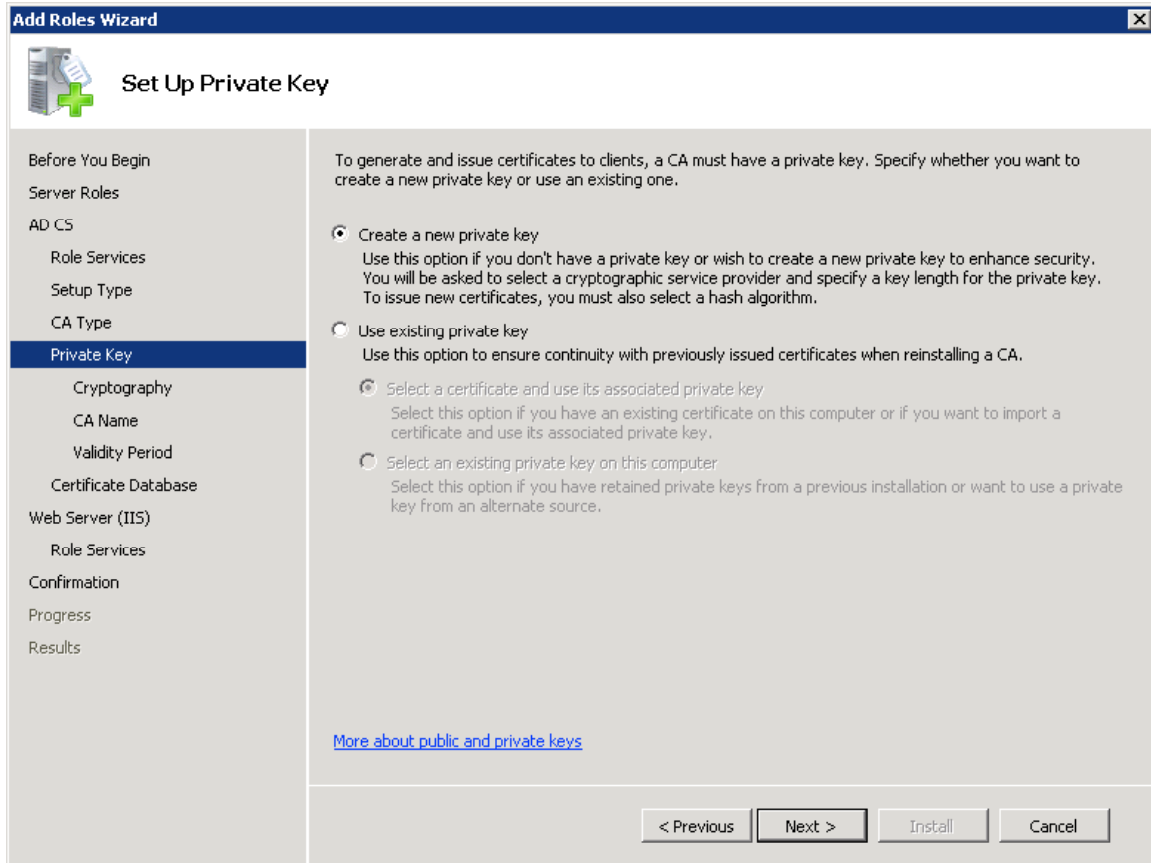 Add Roles Wizard
Set Up Private Key
Before You Begin
Server Roles
AD CS
Role Services
Setup Type
CA Type
Private Key
Cryptography
CA Name
Validity Period
Certificate Database
Web Server (IIS)
Role Services
Confirmation
Progress
Results
To generate and issue certificates to clients, a CA must have a private key. Specify whether you want to
create a new private key or use an existing one.
Create a new private key
Use this option if you don't have a private key or wish to create a new private key to enhance security.
You will be asked to select a cryptographic service provider and specify a key length for the private key.
To issue new certificates, you must also select a hash algorithm.
Use existing private key
Use this option to ensure continuity with previously issued certificates when reinstalling a CA.
Select a certificate and use its associated private key
Select this option if you have an existing certificate on this computer or if you want to import a
certificate and use its associated private key.
Select an existing private key on this computer
Select this option if you have retained private keys from a previous installation or want to use a private
key from an alternate source.
More about public and private keys
< Previous
Next >
Install
Cancel